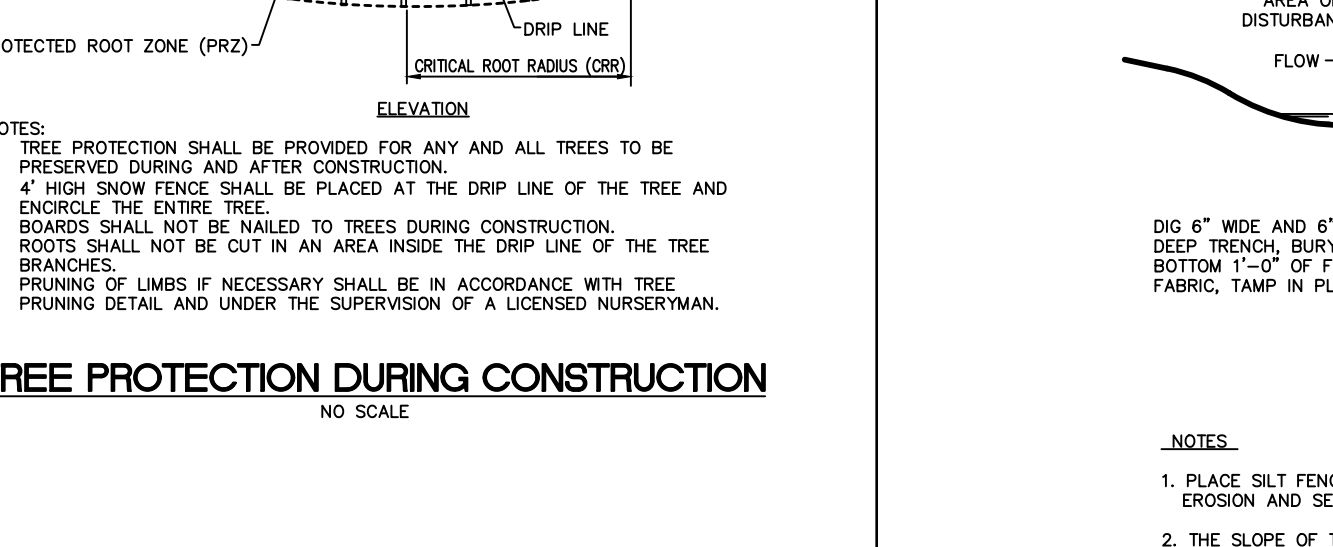 DRIP LINE
OTECTED ROOT ZONE (PRZ)
CRITICAL ROOT RADIUS (CRR)
ELEVATION
OTES:
TREE PROTECTION SHALL BE PROVIDED FOR ANY AND ALL TREES TO BE
PRESERVED DURING AND AFTER CONSTRUCTION.
4' HIGH SNOW FENCE SHALL BE PLACED AT THE DRIP LINE OF THE TREE AND
ENCIRCLE THE ENTIRE TREE.
BOARDS SHALL NOT BE NAILED TO TREES DURING CONSTRUCTION.
ROOTS SHALL NOT BE CUT IN AN AREA INSIDE THE DRIP LINE OF THE TREE
BRANCHES.
PRUNING OF LIMBS IF NECESSARY SHALL BE IN ACCORDANCE WITH TREE
PRUNING DETAIL AND UNDER THE SUPERVISION OF A LICENSED NURSERYMAN.
REE PROTECTION DURING CONSTRUCTION
NO SCALE
AREA O
DISTURBAN
FLOW
DIG 6" WIDE AND 6"
DEEP TRENCH, BURY
BOTTOM 1'-0" OF F
FABRIC, TAMP IN PL
NOTES
1. PLACE SILT FENC
EROSION AND SE
2. THE SLOPE OF T